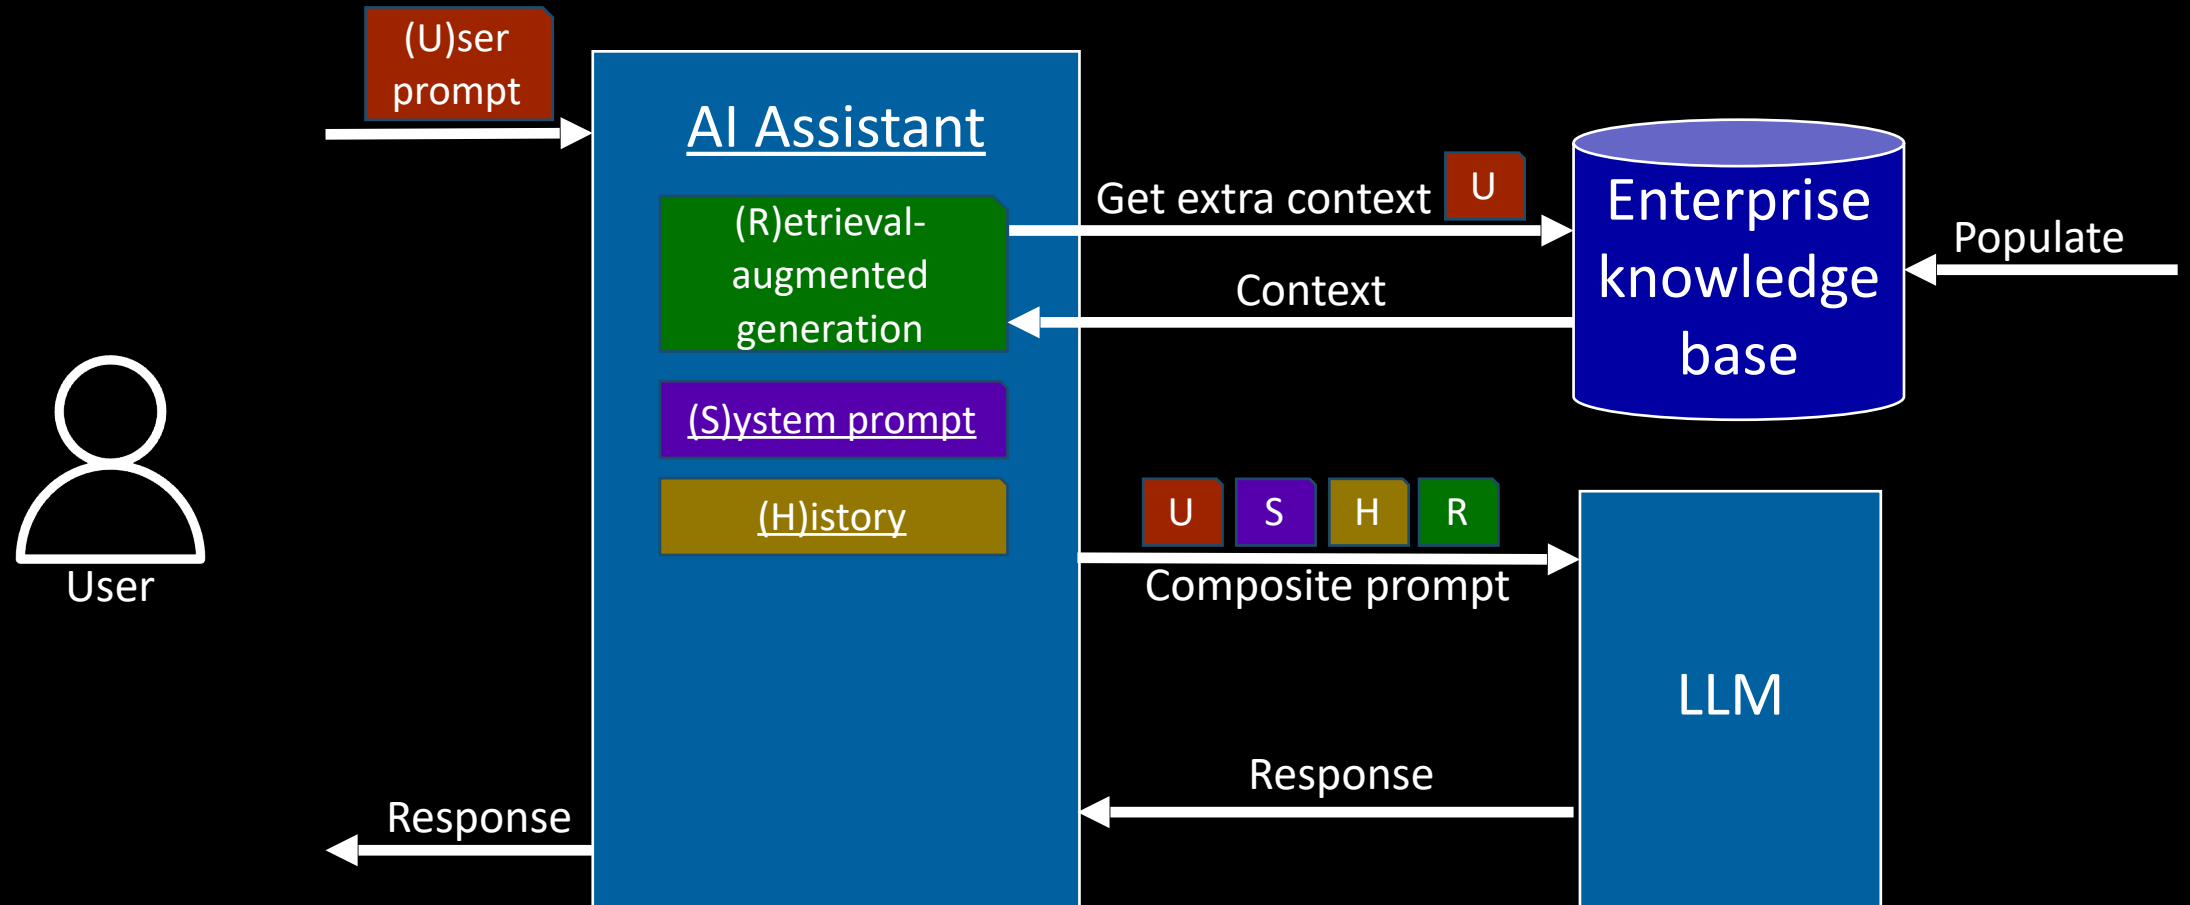 (U)ser
prompt
AI Assistant
(R)etrieval-
augmented
generation
(S)ystem prompt
(H)istory
Get extra context
U
Context
Enterprise
knowledge
base
Populate
User
U
S
H
R
Composite prompt
LLM
Response
Response